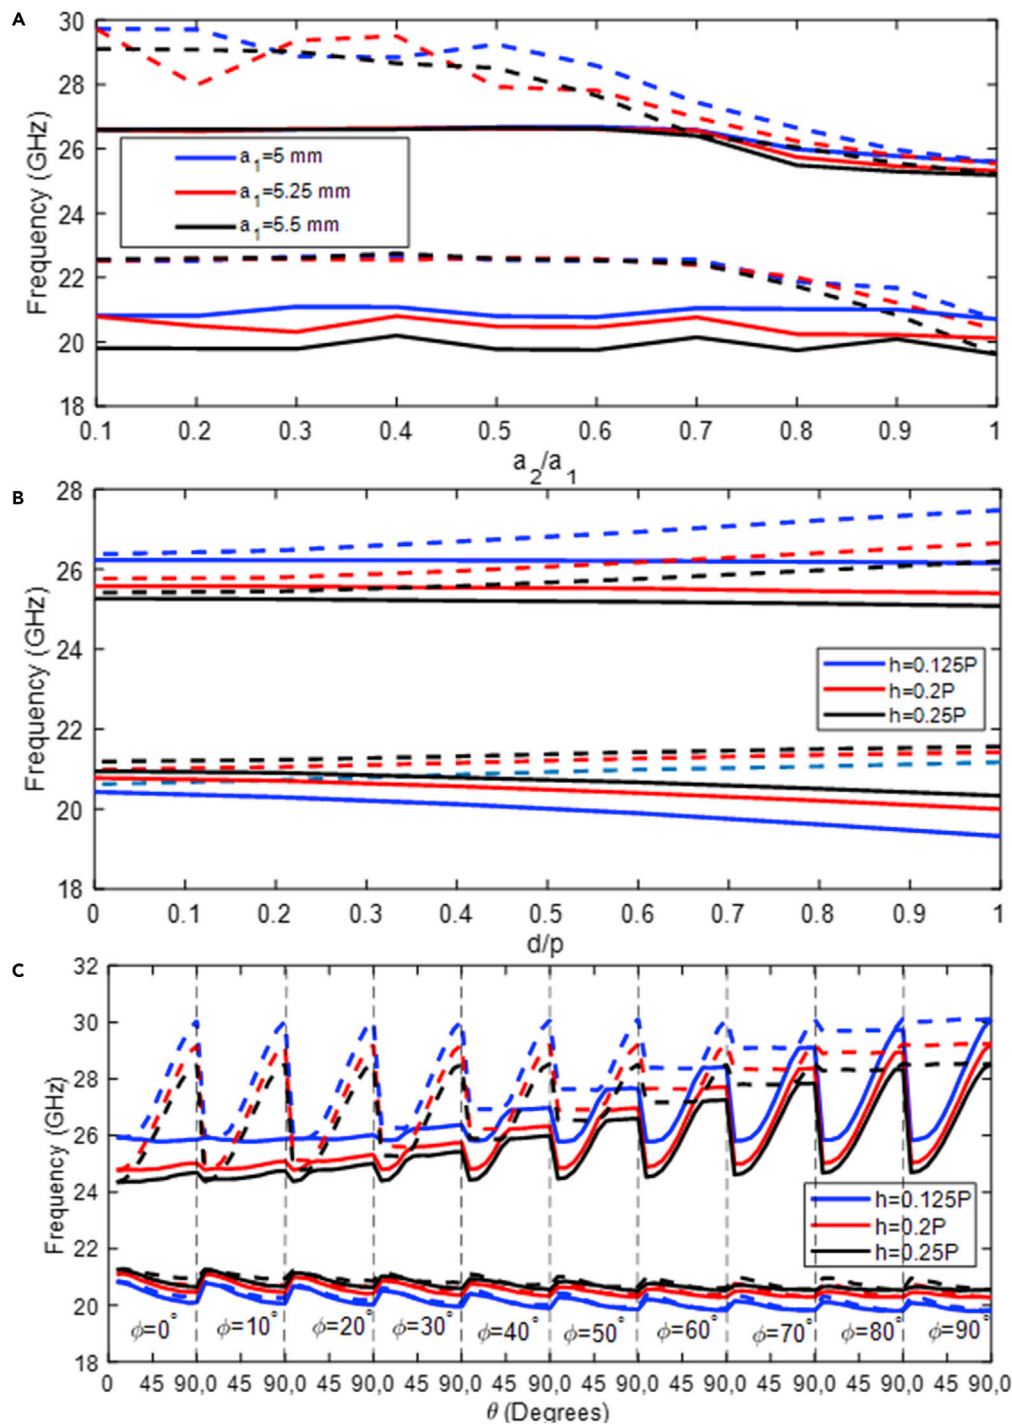 A
30
28
26
24
22
20
18
Frequency (GHz)
a1=5 mm
a1=5.25 mm
a1=5.5 mm
0.1 0.2 0.3 0.4 0.5 0.6 0.7 0.8 0.9 1
a2/a1
B
28
26
24
22
20
18
Frequency (GHz)
h=0.125P
h=0.2P
h=0.25P
0 0.1 0.2 0.3 0.4 0.5 0.6 0.7 0.8 0.9 1
d/p
C
32
30
28
26
24
22
20
18
Frequency (GHz)
h=0.125P
h=0.2P
h=0.25P
ϕ=0° ϕ=10° ϕ=20° ϕ=30° ϕ=40° ϕ=50° ϕ=60° ϕ=70° ϕ=80° ϕ=90°
0 45 90,0 45 90,0 45 90,0 45 90,0 45 90,0 45 90,0 45 90,0 45 90,0 45 90,0 45 90,0
θ (Degrees)